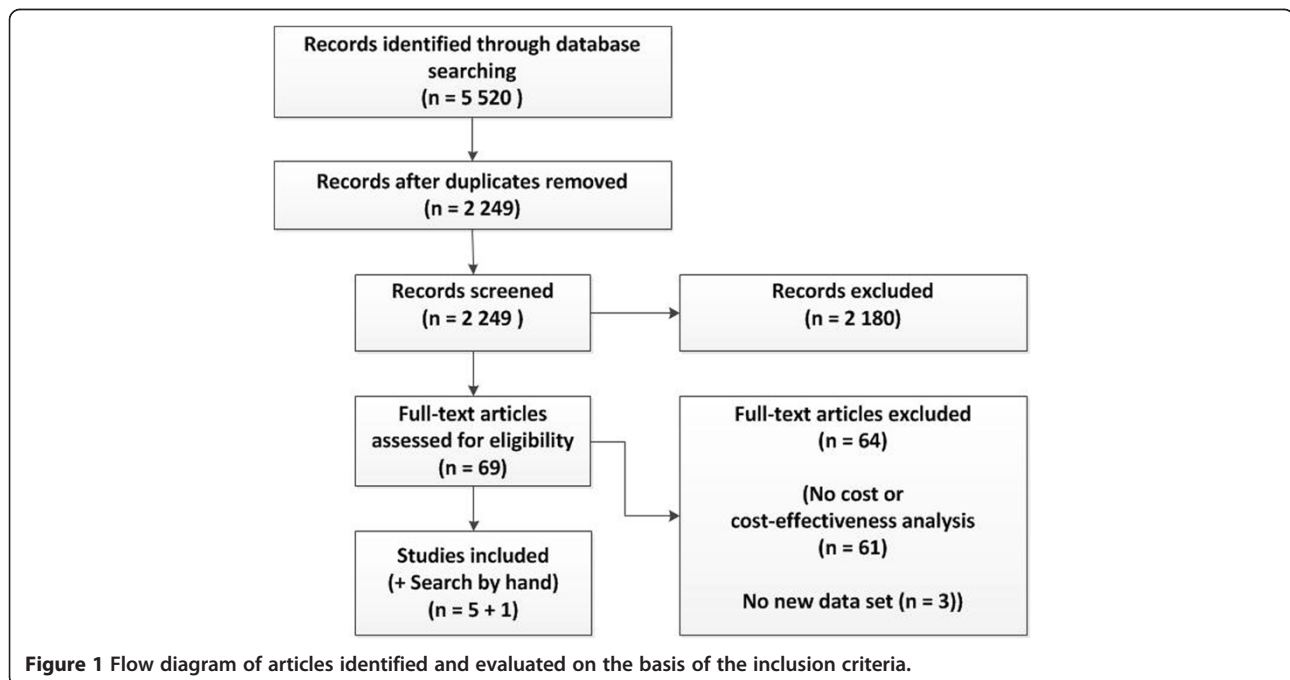 Records identified through database
searching
(n = 5 520 )
Records after duplicates removed
(n = 2 249)
Records screened
(n = 2 249 )
Records excluded
(n = 2 180)
Full-text articles
assessed for eligibility
(n = 69)
Full-text articles excluded
(n = 64)
(No cost or
cost-effectiveness analysis
(n = 61)
No new data set (n = 3))
Studies included
(+ Search by hand)
(n = 5 + 1)
Figure 1 Flow diagram of articles identified and evaluated on the basis of the inclusion criteria.